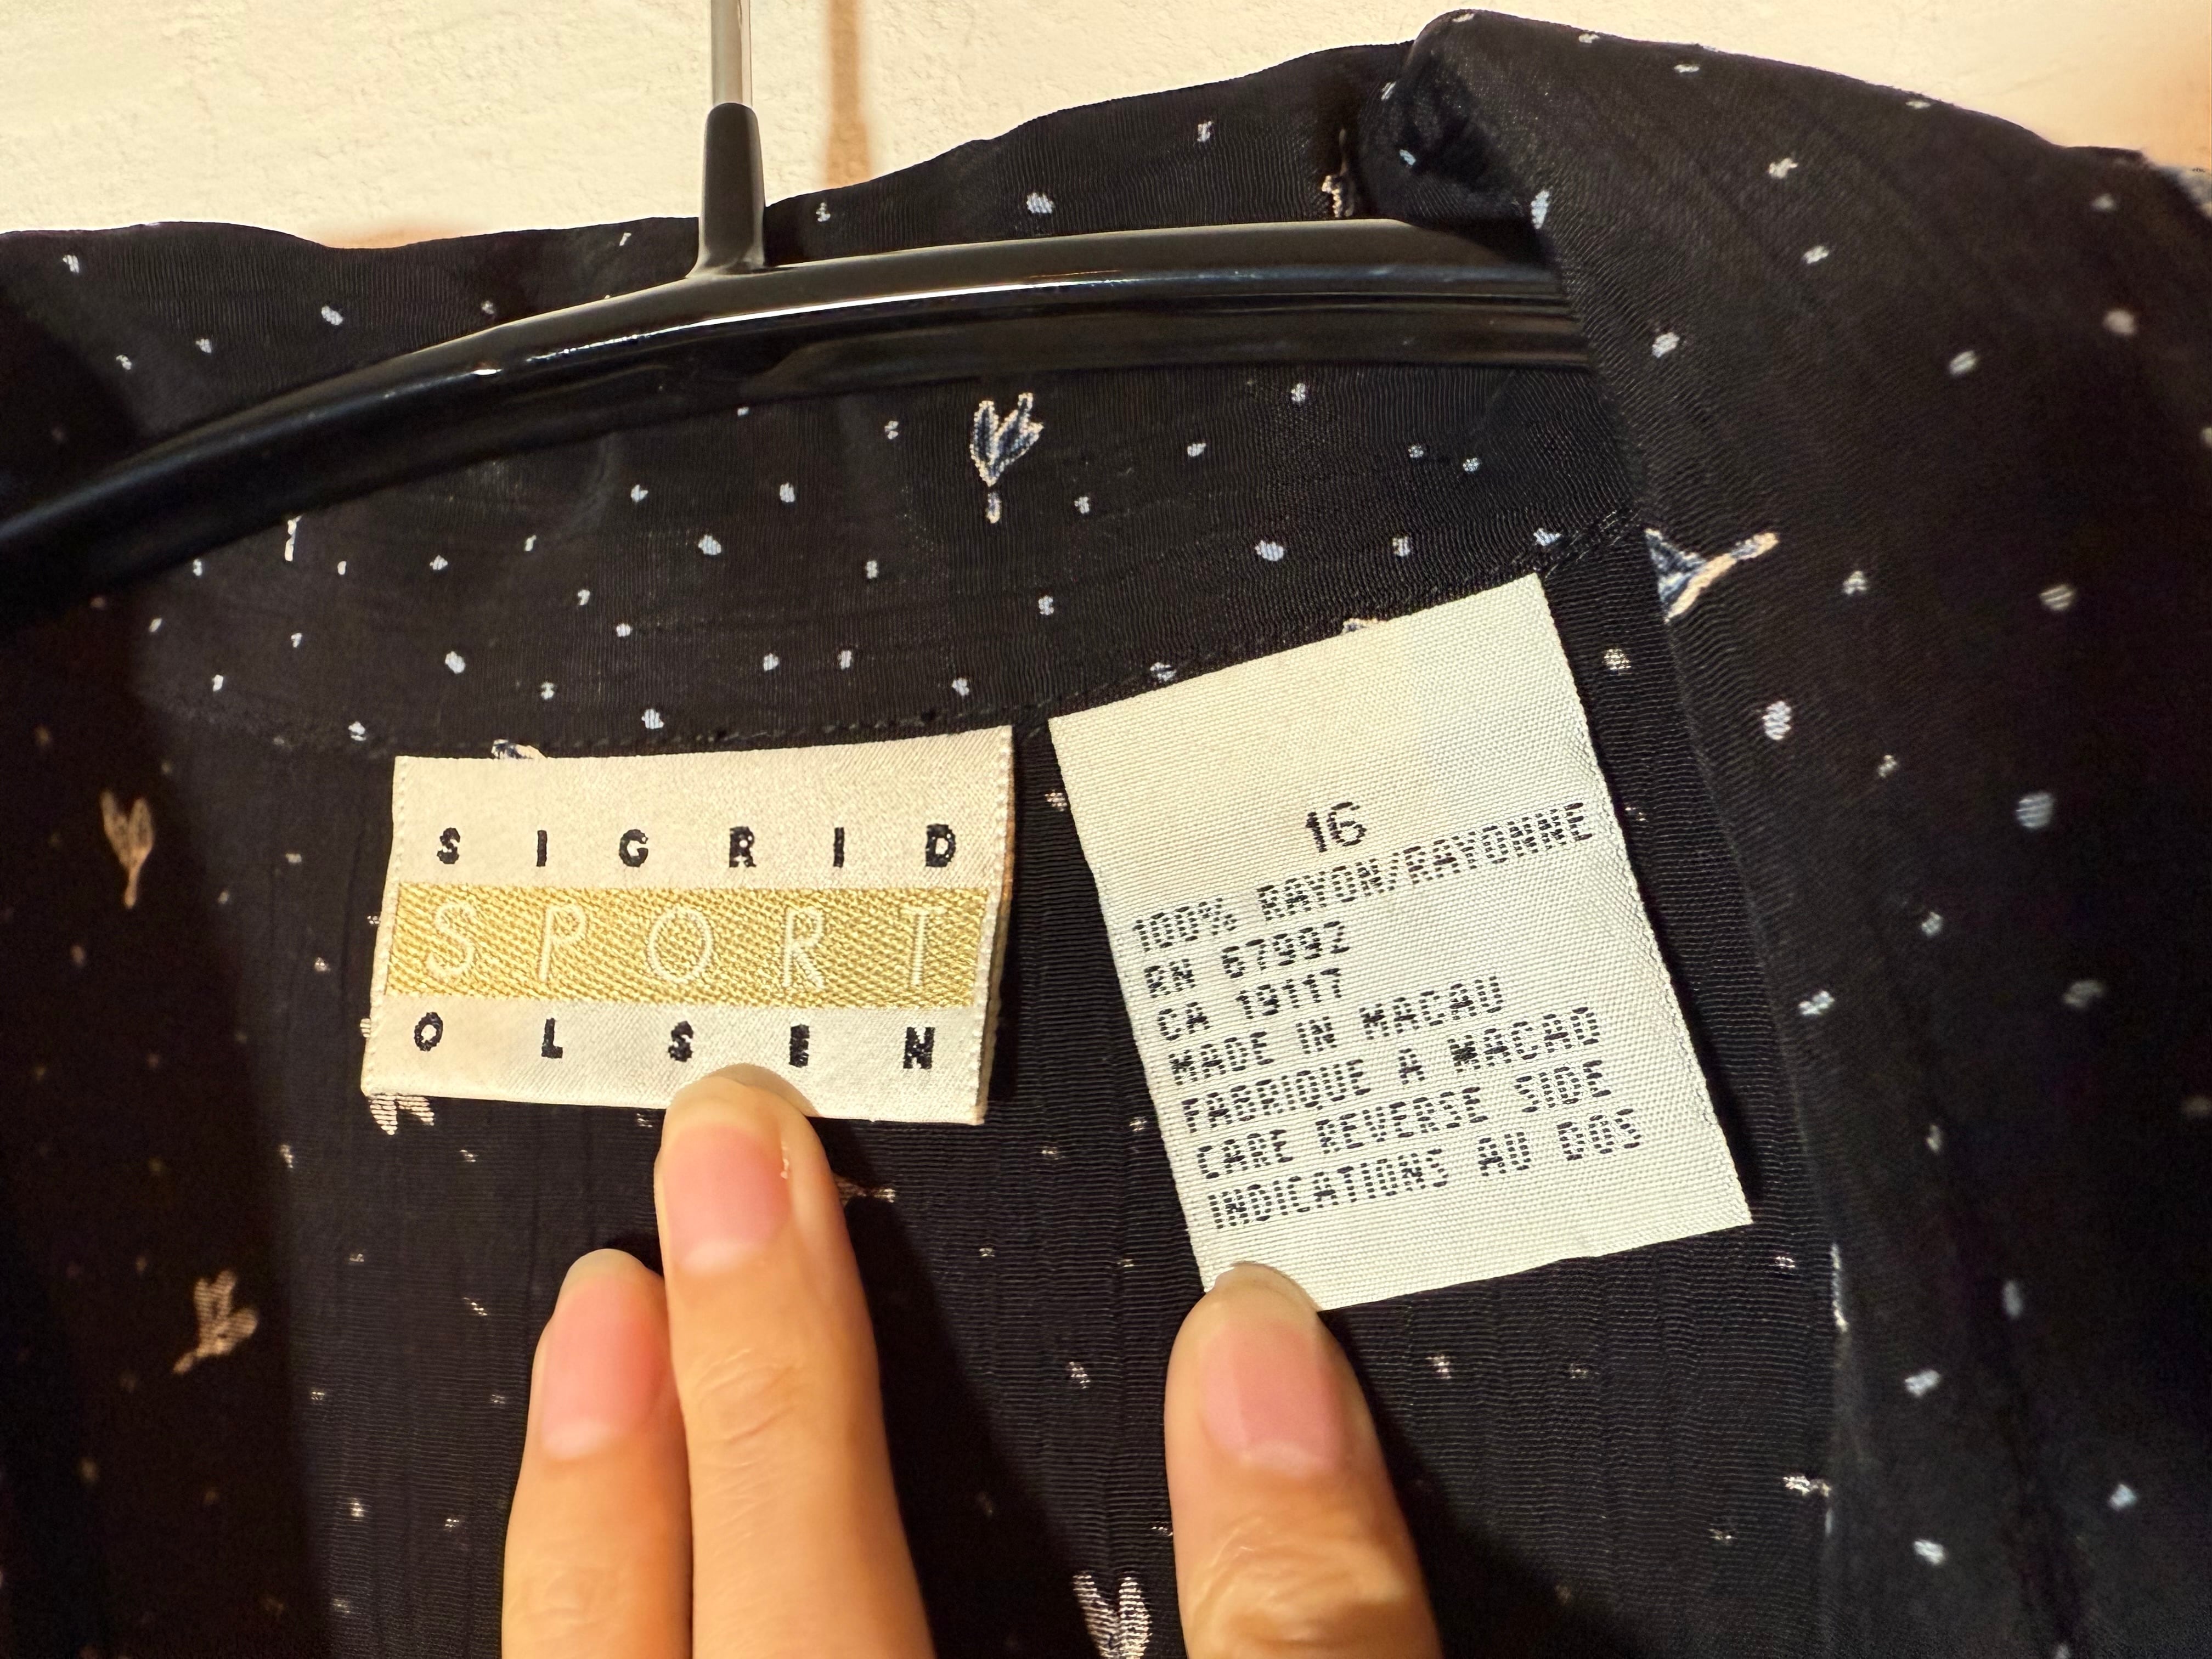 SIGRID
SPORT
OLSEN
16
100% RAYON/RAYONNE
RN 67992
CA 19117
MADE IN MACAU
FABRIQUE A MACAO
CARE REVERSE SIDE
INDICATIONS AU DOS